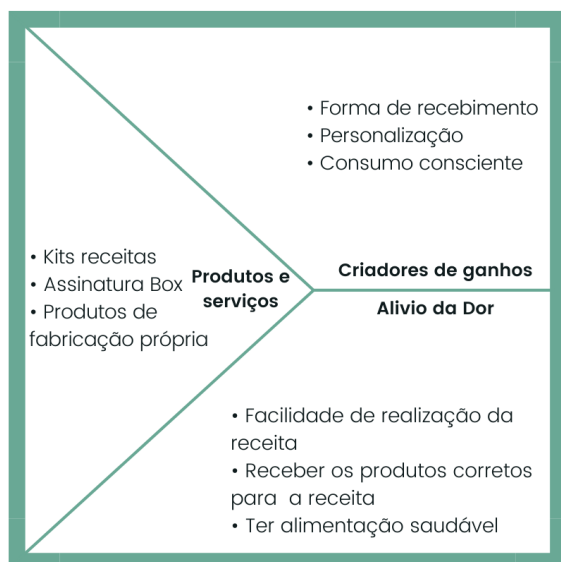 • Forma de recebimento
• Personalização
• Consumo consciente
• Kits receitas
• Assinatura Box
• Produtos de
fabricação própria
Produtos e
serviços
Criadores de ganhos
Alivio da Dor
• Facilidade de realização da
receita
• Receber os produtos corretos
para a receita
• Ter alimentação saudável